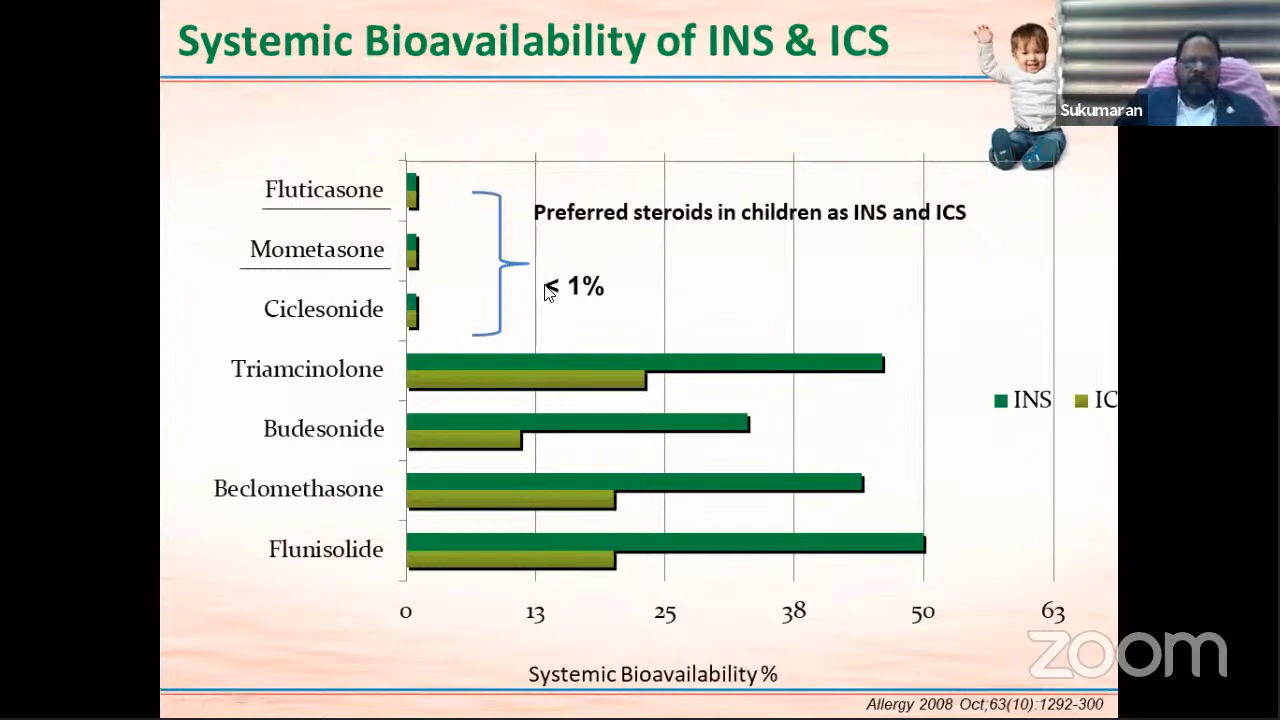 Systemic Bioavailability of INS & ICS
Sukumaran
Fluticasone
Preferred steroids in children as INS and ICS
Mometasone
< 1%
Ciclesonide
Triamcinolone
INS IC
Budesonide
Beclomethasone
Flunisolide
0 13 25 38 50 63
zoom
Systemic Bioavailability %
Allergy 2008 Oct;63(10):1292-300